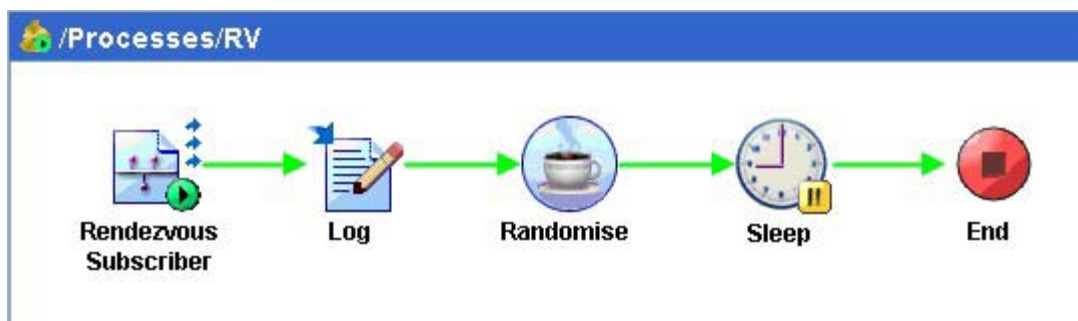 /Processes/RV
Rendezvous
Subscriber
Log
Randomise
Sleep
End